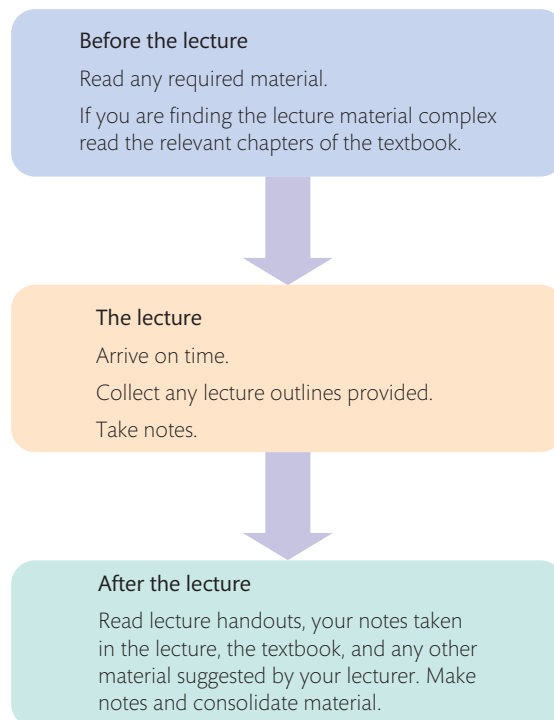 Before the lecture
Read any required material.
If you are finding the lecture material complex
read the relevant chapters of the textbook.
The lecture
Arrive on time.
Collect any lecture outlines provided.
Take notes.
After the lecture
Read lecture handouts, your notes taken
in the lecture, the textbook, and any other
material suggested by your lecturer. Make
notes and consolidate material.